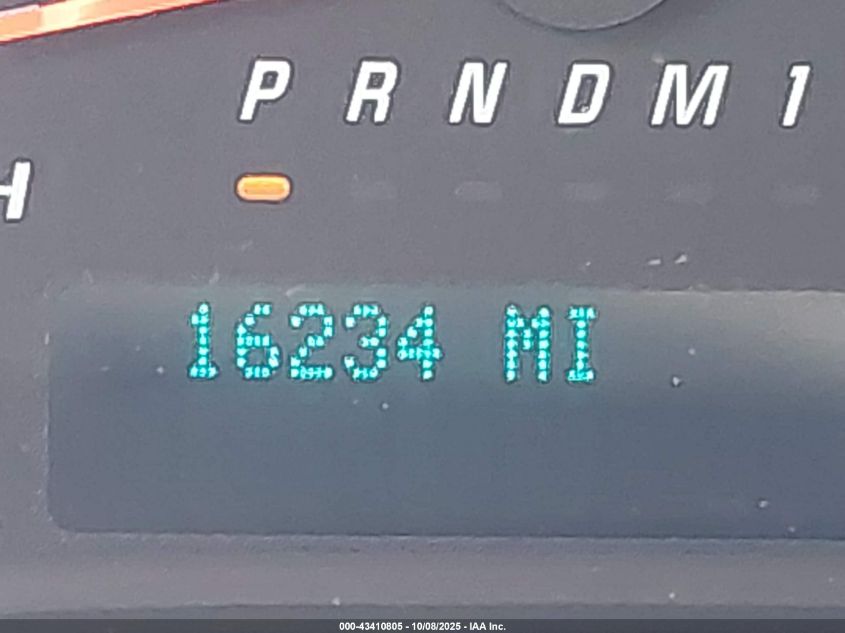 P R N D M 1
H
16234 MI
000-43410805 - 10/08/2025 - IAA Inc.